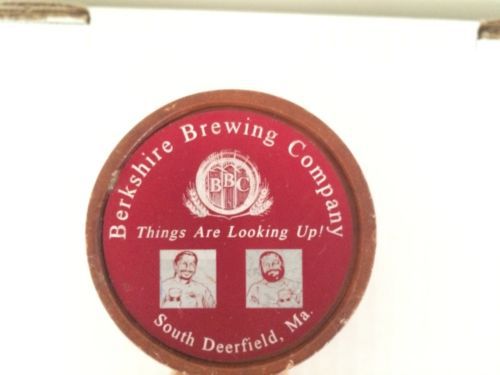 Berkshire Brewing Company
BBC
Things Are Looking Up!
South Deerfield, Ma.